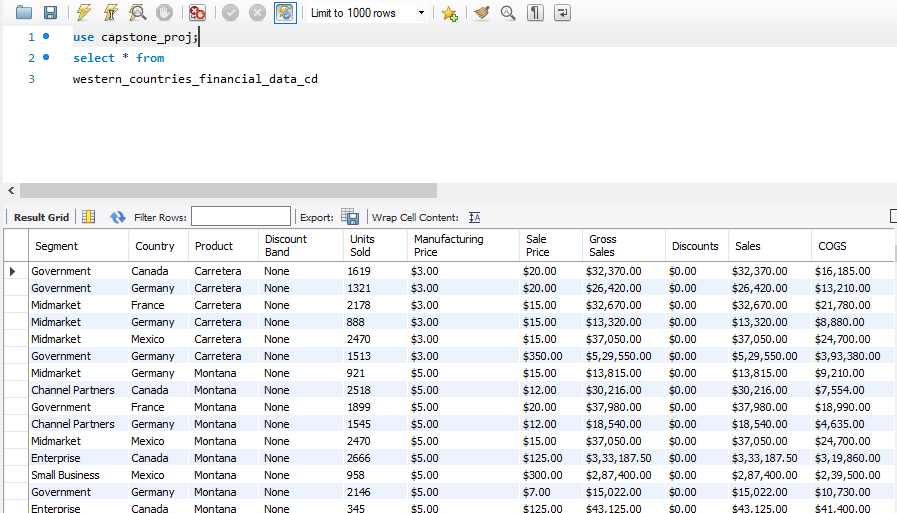 Limit to 1000 rows
1 use capstone_proj;
2 select * from
3 western_countries_financial_data_cd
Result Grid Filter Rows: Export: Wrap Cell Content:
Segment Country Product Discount Band Units Sold Manufacturing Price Sale Price Gross Sales Discounts Sales COGS
Government Canada Carretera None 1619 $3.00 $20.00 $32,370.00 $0.00 $32,370.00 $16,185.00
Government Germany Carretera None 1321 $3.00 $20.00 $26,420.00 $0.00 $26,420.00 $13,210.00
Midmarket France Carretera None 2178 $3.00 $15.00 $32,670.00 $0.00 $32,670.00 $21,780.00
Midmarket Germany Carretera None 888 $3.00 $15.00 $13,320.00 $0.00 $13,320.00 $8,880.00
Midmarket Mexico Carretera None 2470 $3.00 $15.00 $37,050.00 $0.00 $37,050.00 $24,700.00
Government Germany Carretera None 1513 $3.00 $350.00 $5,29,550.00 $0.00 $5,29,550.00 $3,93,380.00
Midmarket Germany Montana None 921 $5.00 $15.00 $13,815.00 $0.00 $13,815.00 $9,210.00
Channel Partners Canada Montana None 2518 $5.00 $12.00 $30,216.00 $0.00 $30,216.00 $7,554.00
Government France Montana None 1899 $5.00 $20.00 $37,980.00 $0.00 $37,980.00 $18,990.00
Channel Partners Germany Montana None 1545 $5.00 $12.00 $18,540.00 $0.00 $18,540.00 $4,635.00
Midmarket Mexico Montana None 2470 $5.00 $15.00 $37,050.00 $0.00 $37,050.00 $24,700.00
Enterprise Canada Montana None 2666 $5.00 $125.00 $3,33,187.50 $0.00 $3,33,187.50 $3,19,860.00
Small Business Mexico Montana None 958 $5.00 $300.00 $2,87,400.00 $0.00 $2,87,400.00 $2,39,500.00
Government Germany Montana None 2146 $5.00 $7.00 $15,022.00 $0.00 $15,022.00 $10,730.00
Enterprise Canada Montana None 345 $5.00 $125.00 $43,125.00 $0.00 $43,125.00 $41,400.00